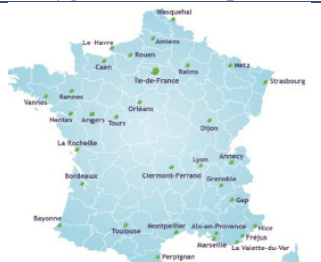 Wasquehal
Amiens
Le Havre
Rouen
Caen
Reims
Metz
Île-de-France
Strasbourg
Rennes
Vannes
Orléans
Nantes
Angers
Tours
Dijon
La Rochelle
Lyon
Annecy
Clermont-Ferrand
Bordeaux
Grenoble
Gap
Bayonne
Toulouse
Montpellier
Aix-en-Provence
Nice
Fréjus
Marseille
La Valette-du-Var
Perpignan